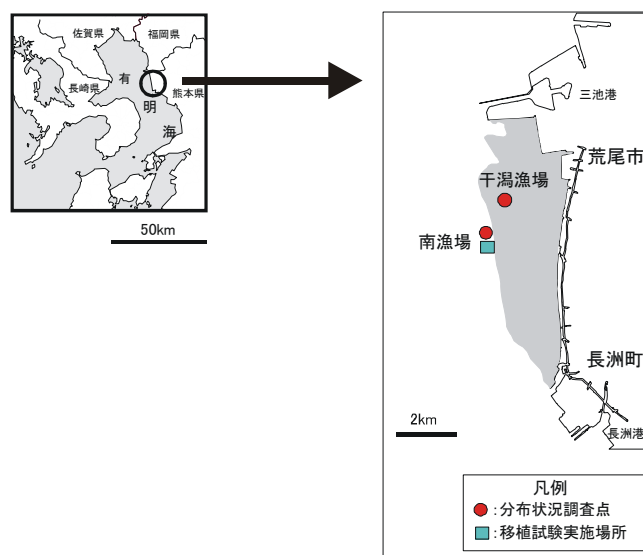 佐賀県
福岡県
有
長崎県
熊本県
明
海
50km
三池港
荒尾市
干潟漁場
南漁場
長洲町
2km
長洲港
凡例
:分布状況調査点
:移植試験実施場所